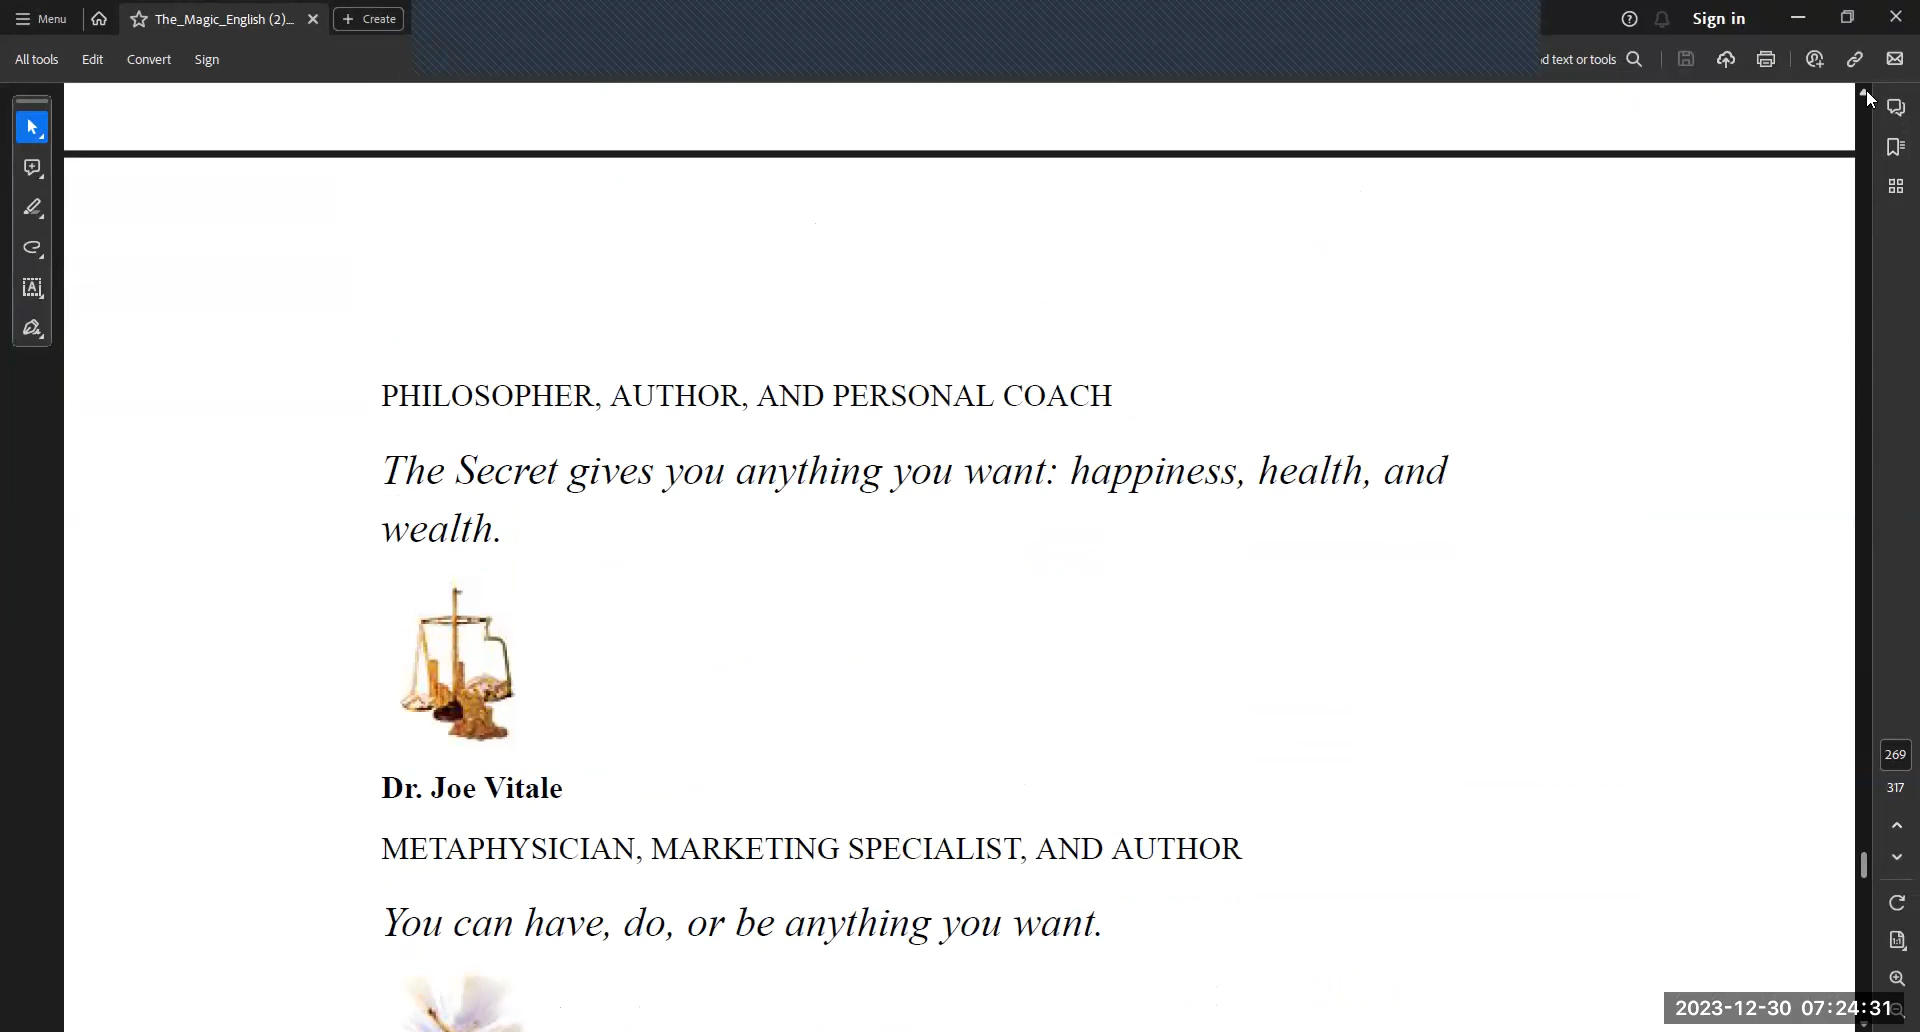 Menu
The_Magic_English (2)...
Create
Sign in
All tools
Edit
Convert
Sign
d text or tools
PHILOSOPHER, AUTHOR, AND PERSONAL COACH
The Secret gives you anything you want: happiness, health, and
wealth.
Dr. Joe Vitale
METAPHYSICIAN, MARKETING SPECIALIST, AND AUTHOR
You can have, do, or be anything you want.
269
317
2023-12-30 07:24:31